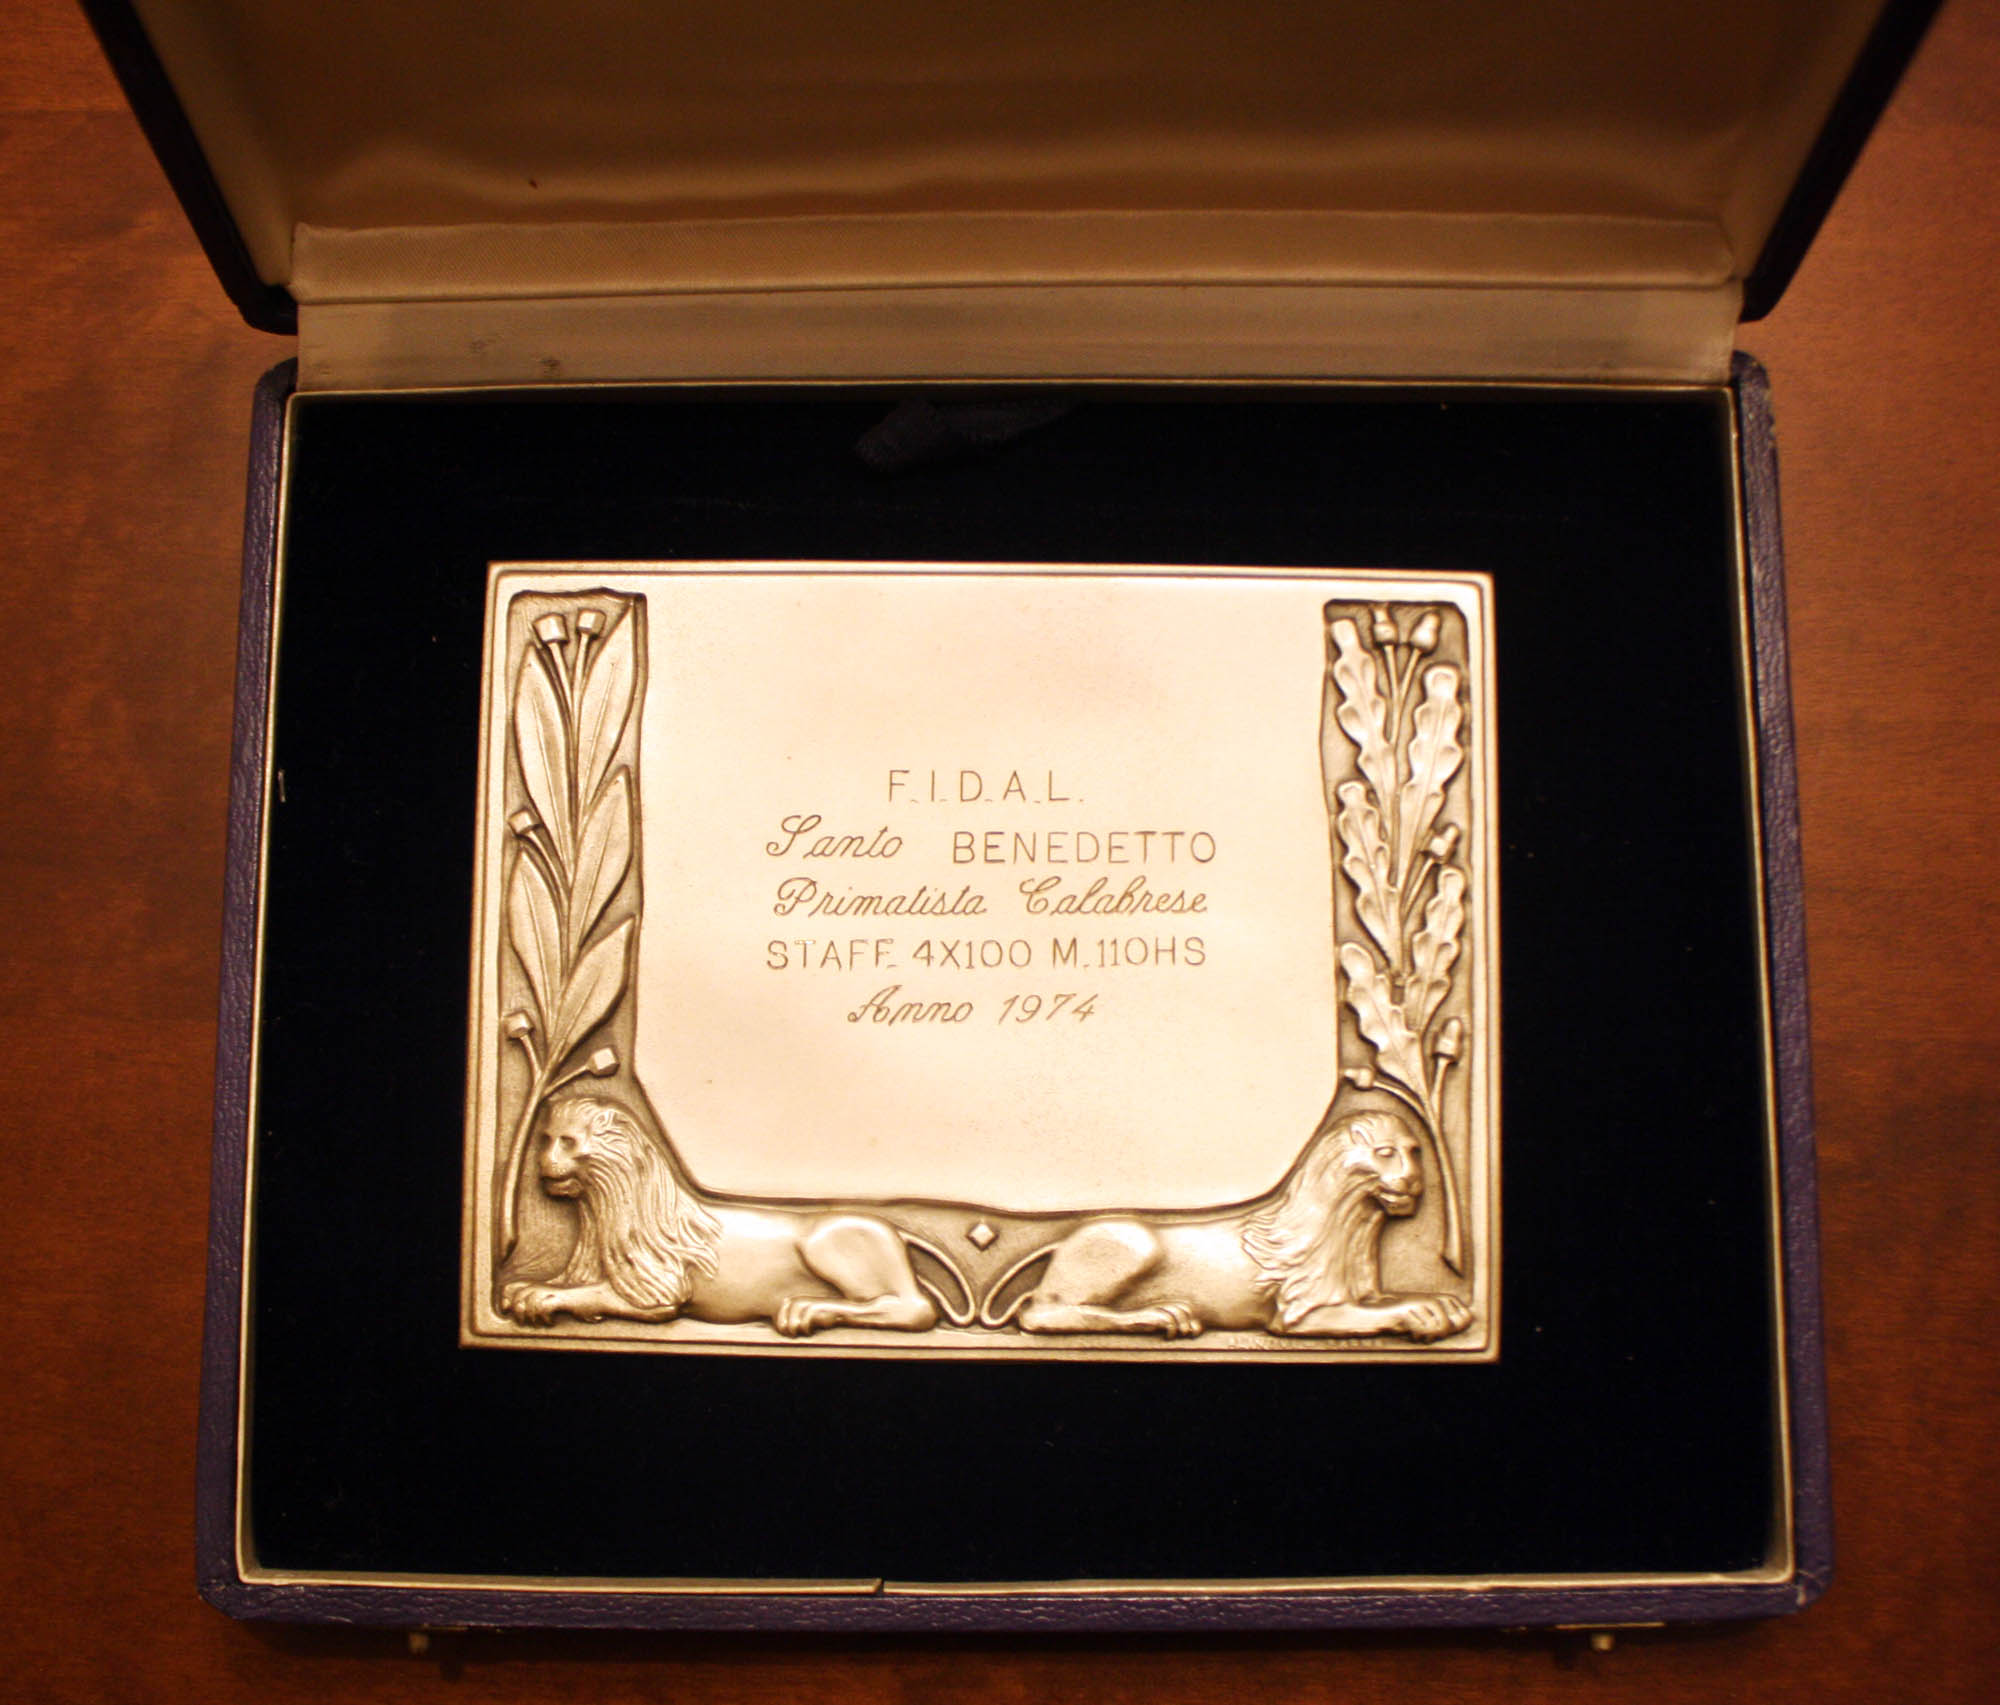 F.I.D.A.L.
Santo BENEDETTO
Primatista Calabrese
STAFF. 4X100 M.110HS
Anno 1974